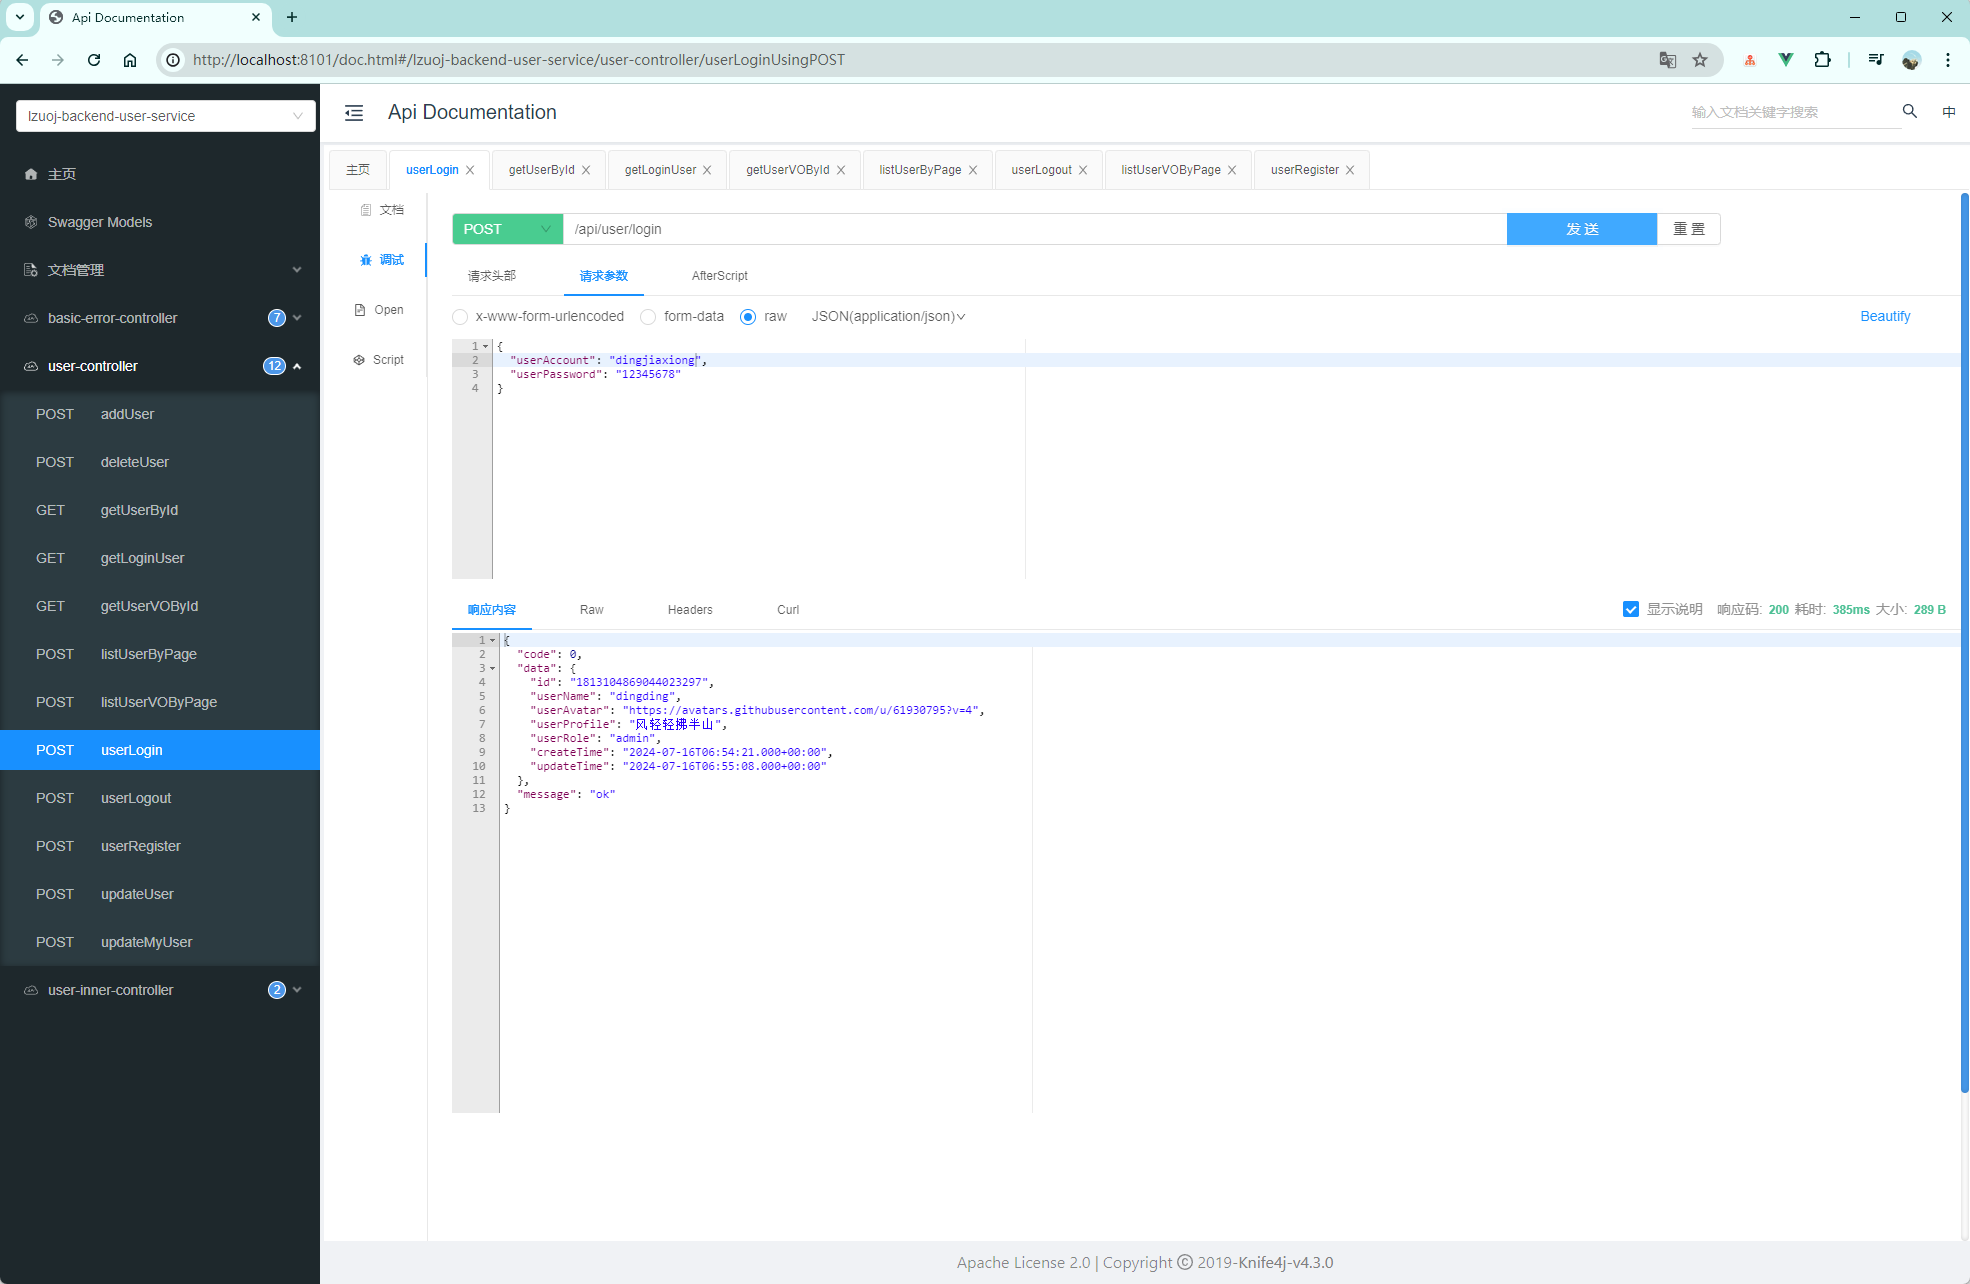 Api Documentation
http://localhost:8101/doc.html#/lzuoj-backend-user-service/user-controller/userLoginUsingPOST
lzuoj-backend-user-service
主页
Swagger Models
文档管理
basic-error-controller 7
user-controller 12
POST addUser
POST deleteUser
GET getUserById
GET getLoginUser
GET getUserVOById
POST listUserByPage
POST listUserVOByPage
POST userLogin
POST userLogout
POST userRegister
POST updateUser
POST updateMyUser
user-inner-controller 2
Api Documentation
输入文档关键字搜索
中
主页 userLogin getUserById getLoginUser getUserVOById listUserByPage userLogout listUserVOByPage userRegister
文档
调试
Open
Script
POST /api/user/login 发 送 重 置
请求头部 请求参数 AfterScript
x-www-form-urlencoded form-data raw JSON(application/json) Beautify
1 {
2 "userAccount": "dingjiaxiong",
3 "userPassword": "12345678"
4 }
响应内容 Raw Headers Curl 显示说明 响应码: 200 耗时: 385ms 大小: 289 B
1 {
2 "code": 0,
3 "data": {
4 "id": "1813104869044023297",
5 "userName": "dingding",
6 "userAvatar": "https://avatars.githubusercontent.com/u/61930795?v=4",
7 "userProfile": "风轻轻拂半山",
8 "userRole": "admin",
9 "createTime": "2024-07-16T06:54:21.000+00:00",
10 "updateTime": "2024-07-16T06:55:08.000+00:00"
11 },
12 "message": "ok"
13 }
Apache License 2.0 | Copyright © 2019-Knife4j-v4.3.0